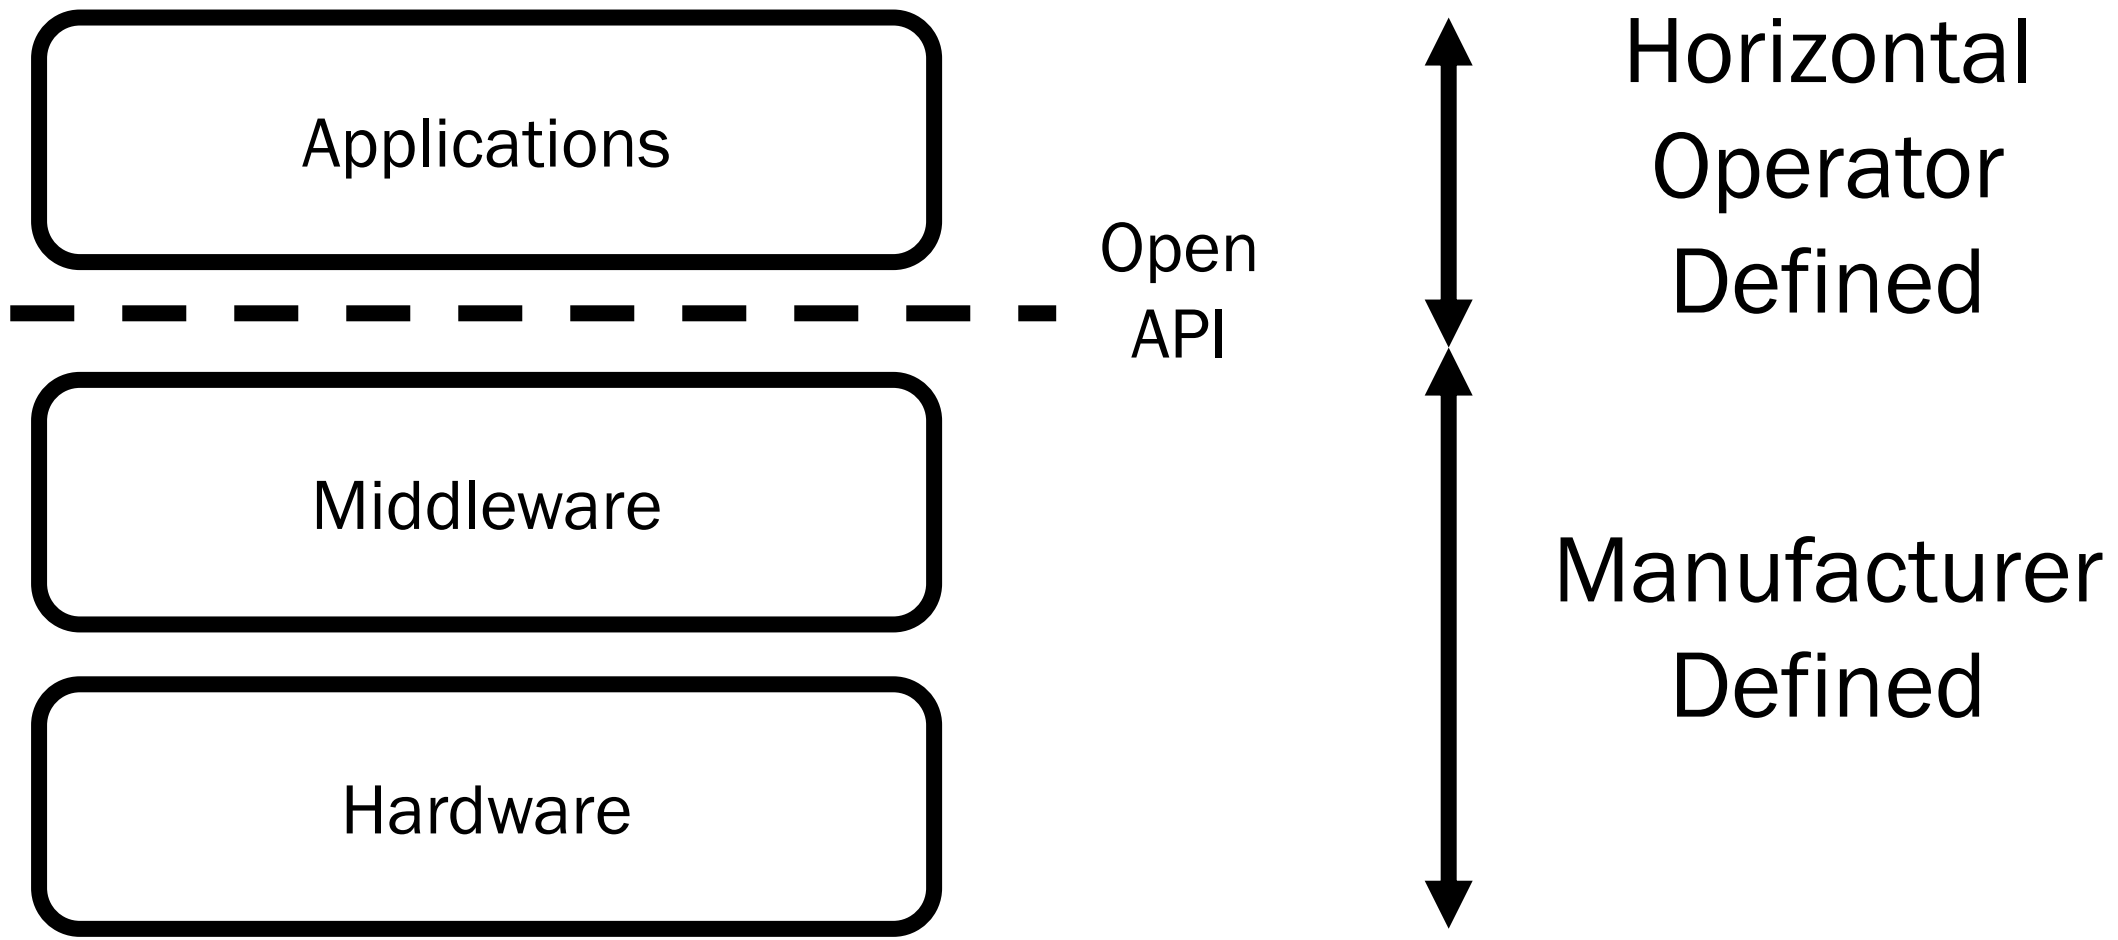 Applications
Open
API
Middleware
Hardware
Horizontal
Operator
Defined
Manufacturer
Defined